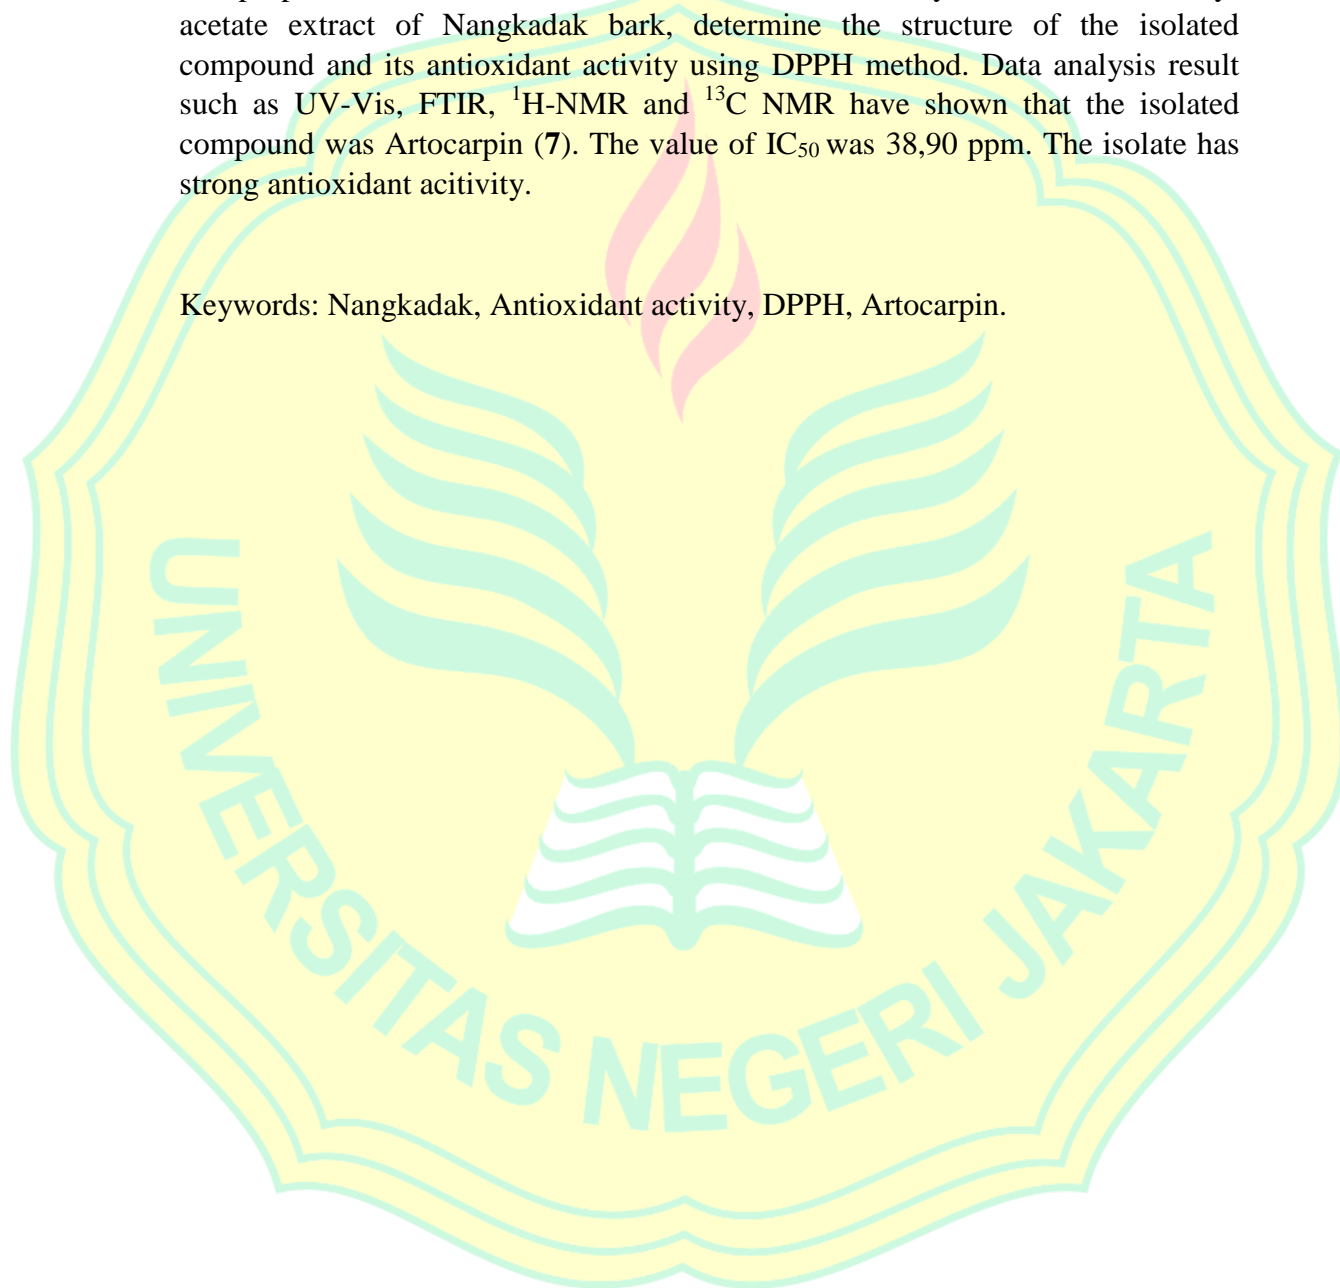 acetate extract of Nangkadak bark, determine the structure of the isolated
compound and its antioxidant activity using DPPH method. Data analysis result
such as UV-Vis, FTIR, ¹H-NMR and ¹³C NMR have shown that the isolated
compound was Artocarpin (7). The value of IC₅₀ was 38,90 ppm. The isolate has
strong antioxidant acitivity.
Keywords: Nangkadak, Antioxidant activity, DPPH, Artocarpin.
UNIVERSITAS NEGERI JAKARTA